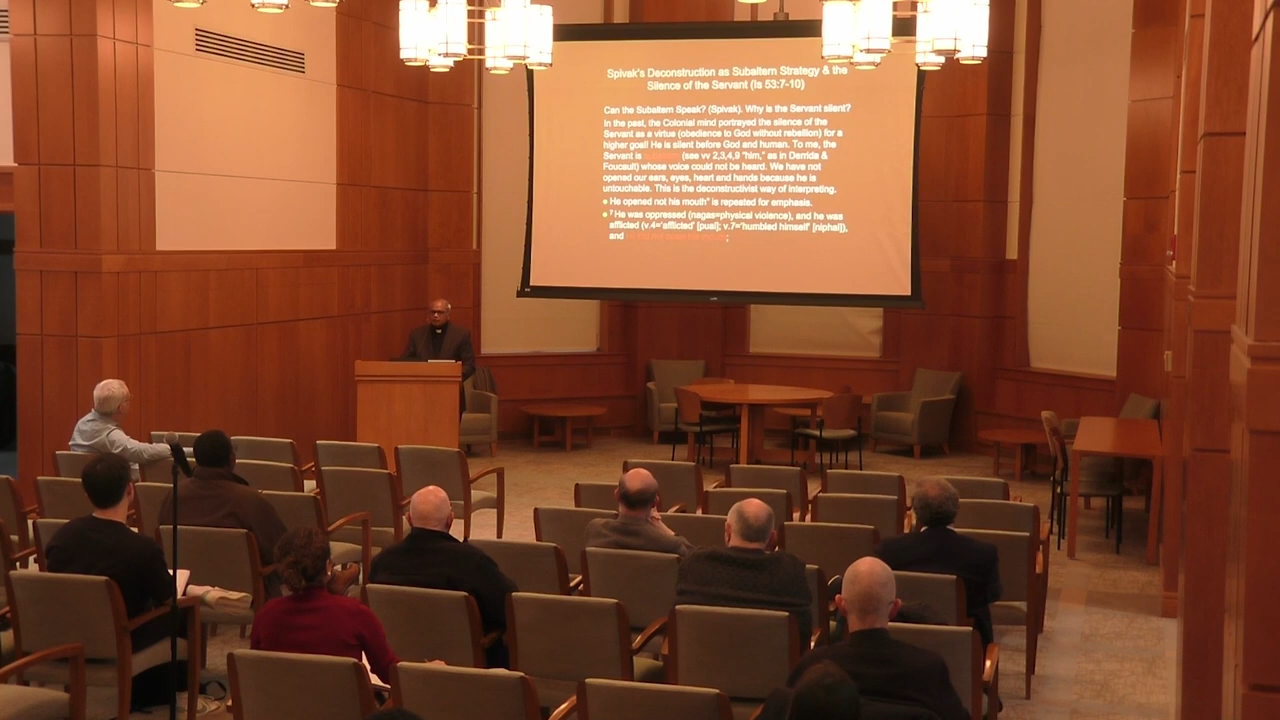 Spivak's Deconstruction as Subaltern Strategy & the
Silence of the Servant (Is 53:7-10)
Can the Subaltern Speak? (Spivak). Why is the Servant silent?
In the past, the Colonial mind portrayed the silence of the
Servant as a virtue (obedience to God without rebellion) for a
higher goal! He is silent before God and human. To me, the
Servant is (see vv 2,3,4,9 "him," as in Derrida &
Foucault) whose voice could not be heard. We have not
opened our ears, eyes, heart and hands because he is
untouchable. This is the deconstructivist way of interpreting.
• He opened not his mouth" is repeated for emphasis.
• 7 He was oppressed (nagas=physical violence), and he was
afflicted (v.4='afflicted' [pual]; v.7='humbled himself' [niphal]),
and ;